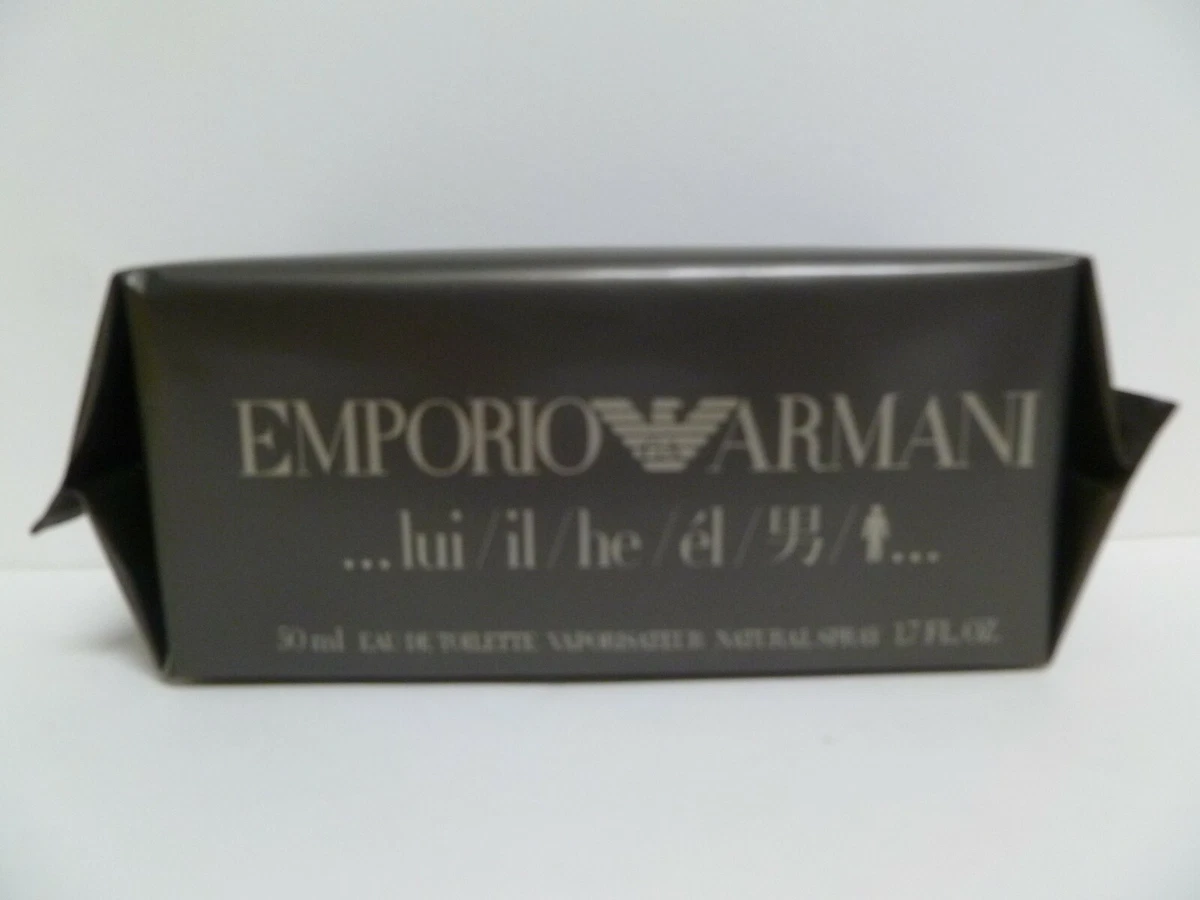 EMPORIO ARMANI
...lui/il/he/él/男/...
50 ml EAU DE TOILETTE VAPORISATEUR NATURAL SPRAY 1.7 FL. OZ.